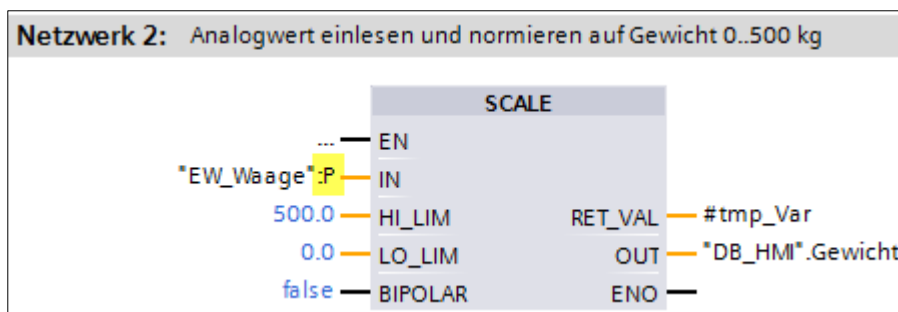 Netzwerk 2: Analogwert einlesen und normieren auf Gewicht 0..500 kg
SCALE
... EN
"EW_Waage":P IN
500.0 HI_LIM RET_VAL #tmp_Var
0.0 LO_LIM OUT "DB_HMI".Gewicht
false BIPOLAR ENO